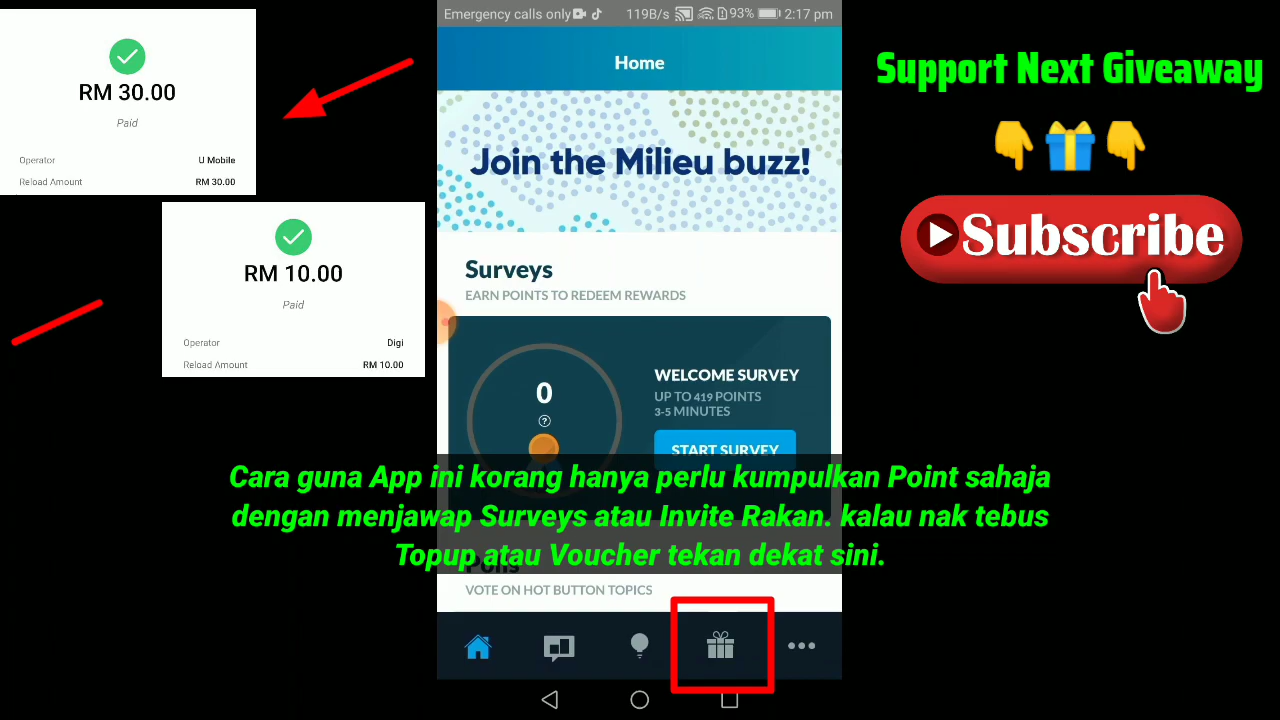 RM 30.00
Paid
Operator U Mobile
Reload Amount RM 30.00
RM 10.00
Paid
Operator Digi
Reload Amount RM 10.00
Emergency calls only 119B/s 93% 2:17 pm
Home
Join the Milieu buzz!
Surveys
EARN POINTS TO REDEEM REWARDS
0
?
WELCOME SURVEY
UP TO 419 POINTS
3-5 MINUTES
START SURVEY
Cara guna App ini korang hanya perlu kumpulkan Point sahaja
dengan menjawap Surveys atau Invite Rakan. kalau nak tebus
Topup atau Voucher tekan dekat sini.
Polls
VOTE ON HOT BUTTON TOPICS
Support Next Giveaway
Subscribe